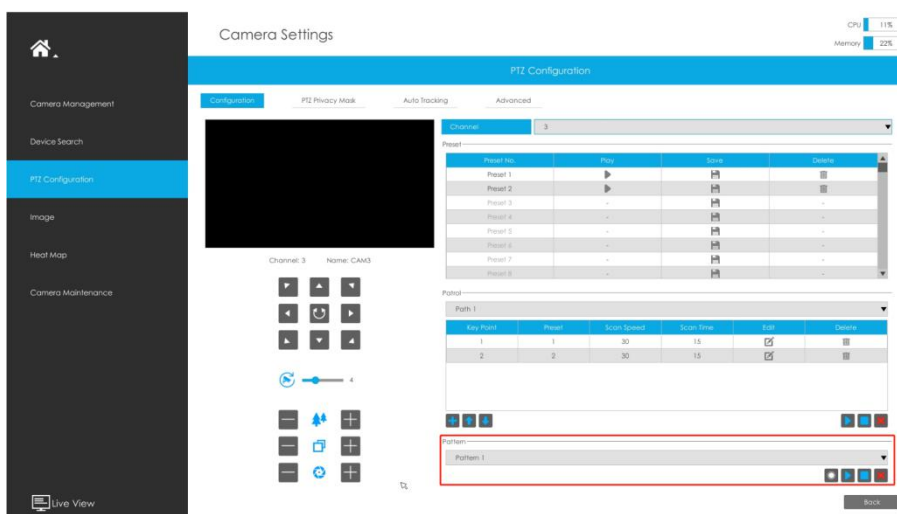 Camera Settings
CPU 11%
Memory 22%
PTZ Configuration
Camera Management
Device Search
PTZ Configuration
Image
Heat Map
Camera Maintenance
Live View
Configuration PTZ Privacy Mask Auto Tracking Advanced
Channel: 3 Name: CAM3
4
Channel 3
Preset
Preset No. Play Save Delete
Preset 1
Preset 2
Preset 3 - -
Preset 4 - -
Preset 5 - -
Preset 6 - -
Preset 7 - -
Preset 8 - -
Patrol
Path 1
Key Point Preset Scan Speed Scan Time Edit Delete
1 1 30 15
2 2 30 15
Pattern
Pattern 1
Back